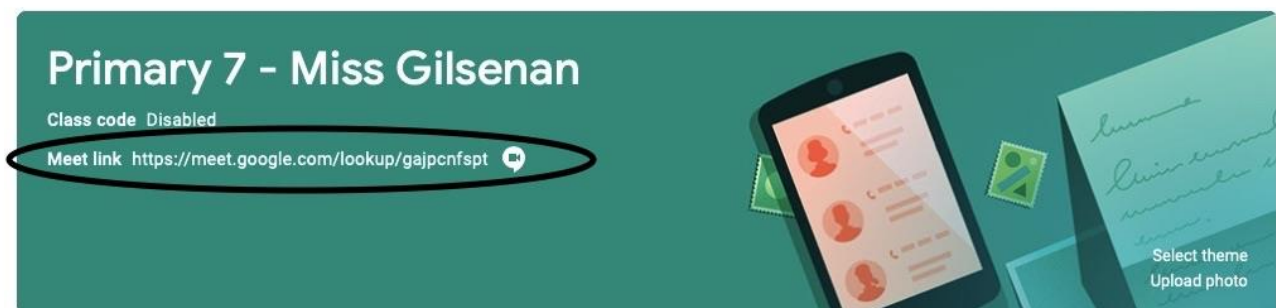 Primary 7 - Miss Gilsenan
Class code Disabled
Meet link https://meet.google.com/lookup/gajpcnfspt
Select theme
Upload photo